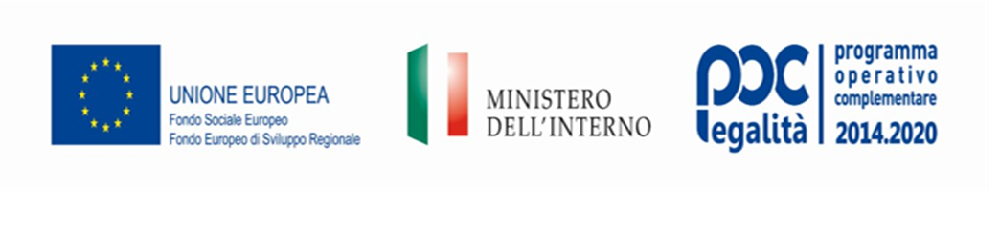 UNIONE EUROPEA
Fondo Sociale Europeo
Fondo Europeo di Sviluppo Regionale
MINISTERO
DELL'INTERNO
poc
legalità
programma
operativo
complementare
2014.2020